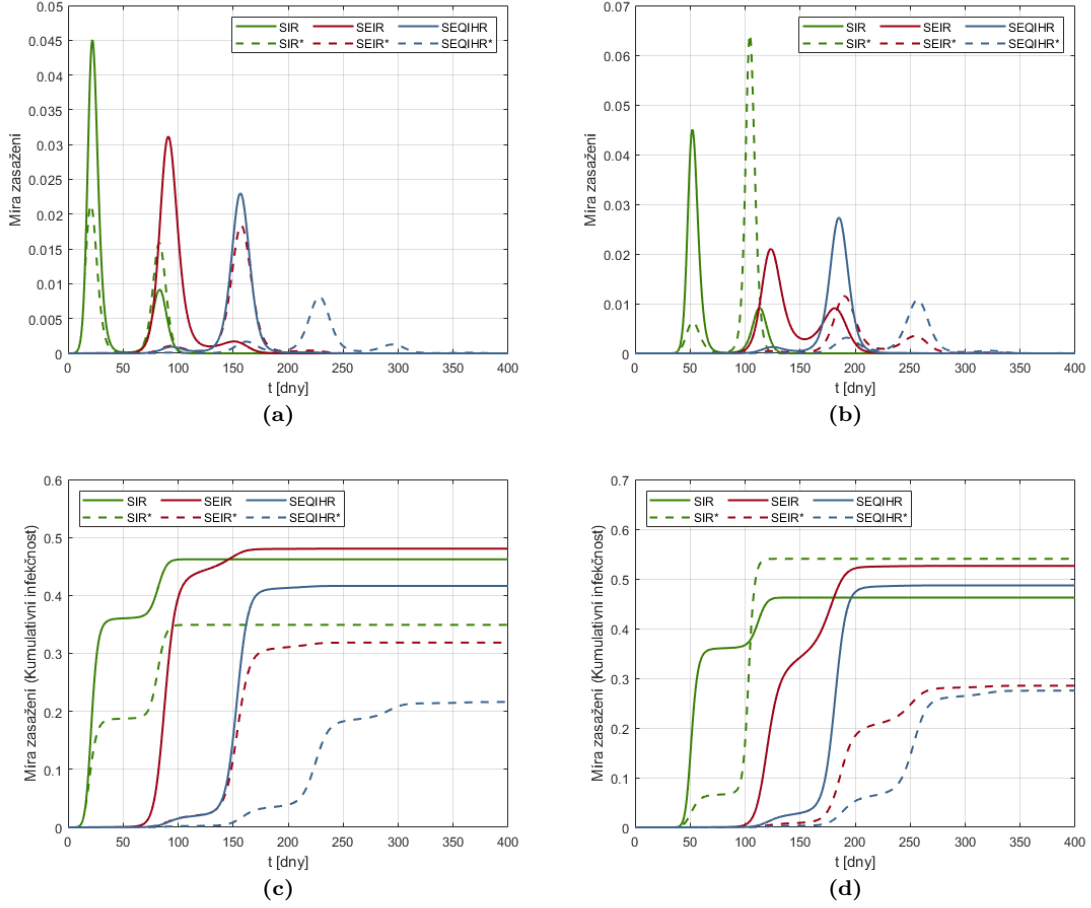 0.05
0.045
0.04
0.035
0.03
0.025
0.02
0.015
0.01
0.005
0
Míra zasažení
SIR SEIR SEQIHR
SIR* SEIR* SEQIHR*
0 50 100 150 200 250 300 350 400
t [dny]
(a)
0.07
0.06
0.05
0.04
0.03
0.02
0.01
0
Míra zasažení
SIR SEIR SEQIHR
SIR* SEIR* SEQIHR*
0 50 100 150 200 250 300 350 400
t [dny]
(b)
0.6
0.5
0.4
0.3
0.2
0.1
0
Míra zasažení (Kumulativní infekčnost)
SIR SEIR SEQIHR
SIR* SEIR* SEQIHR*
0 50 100 150 200 250 300 350 400
t [dny]
(c)
0.7
0.6
0.5
0.4
0.3
0.2
0.1
0
Míra zasažení (Kumulativní infekčnost)
SIR SEIR SEQIHR
SIR* SEIR* SEQIHR*
0 50 100 150 200 250 300 350 400
t [dny]
(d)